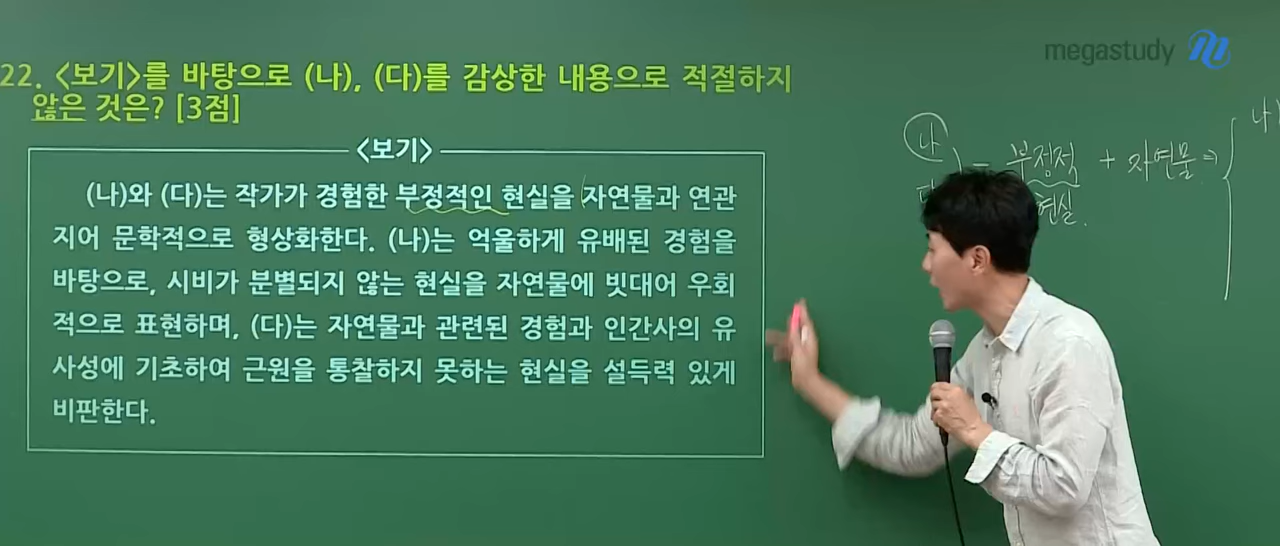 megastudy
22. <보기>를 바탕으로 (나), (다)를 감상한 내용으로 적절하지
않은 것은? [3점]
<보기>
(나)와 (다)는 작가가 경험한 부정적인 현실을 자연물과 연관
지어 문학적으로 형상화한다. (나)는 억울하게 유배된 경험을
바탕으로, 시비가 분별되지 않는 현실을 자연물에 빗대어 우회
적으로 표현하며, (다)는 자연물과 관련된 경험과 인간사의 유
사성에 기초하여 근원을 통찰하지 못하는 현실을 설득력 있게
비판한다.
나 부정적 + 자연물 ⇒ { 나)
현실.